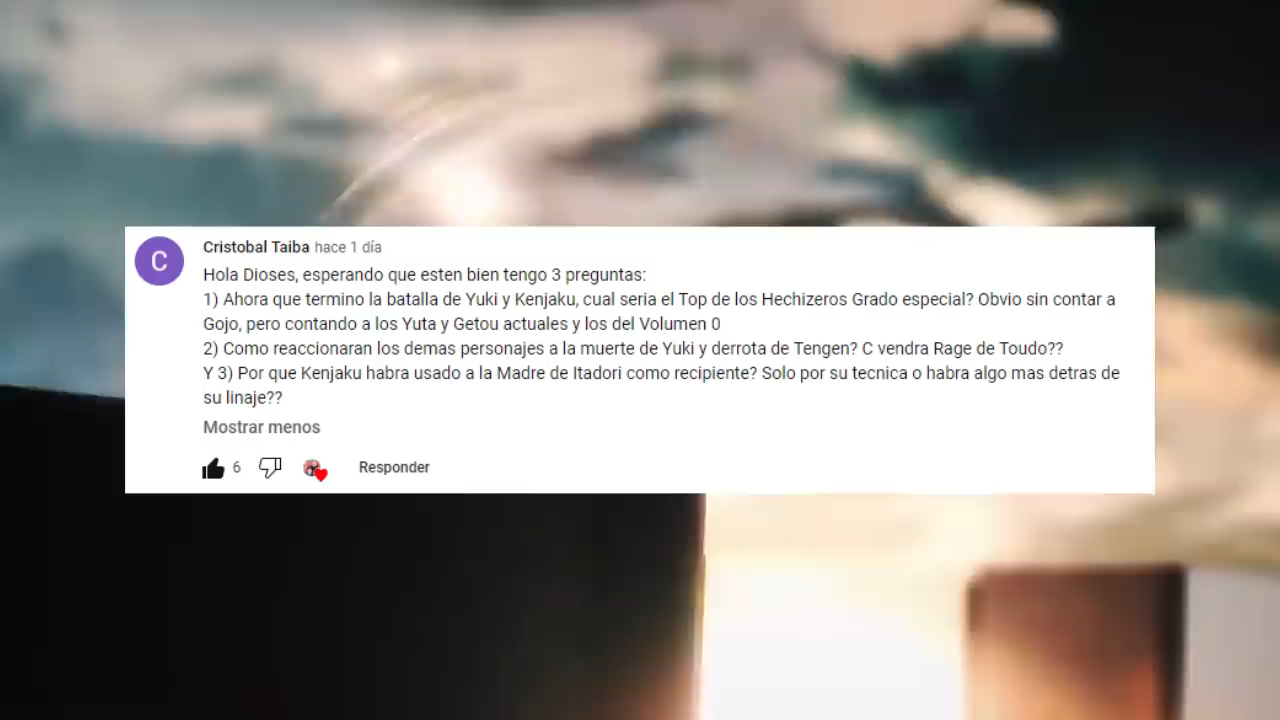 C
Cristobal Taiba hace 1 día
Hola Dioses, esperando que esten bien tengo 3 preguntas:
1) Ahora que termino la batalla de Yuki y Kenjaku, cual seria el Top de los Hechizeros Grado especial? Obvio sin contar a
Gojo, pero contando a los Yuta y Getou actuales y los del Volumen 0
2) Como reaccionaran los demas personajes a la muerte de Yuki y derrota de Tengen? C vendra Rage de Toudo??
Y 3) Por que Kenjaku habra usado a la Madre de Itadori como recipiente? Solo por su tecnica o habra algo mas detras de
su linaje??
Mostrar menos
6 Responder